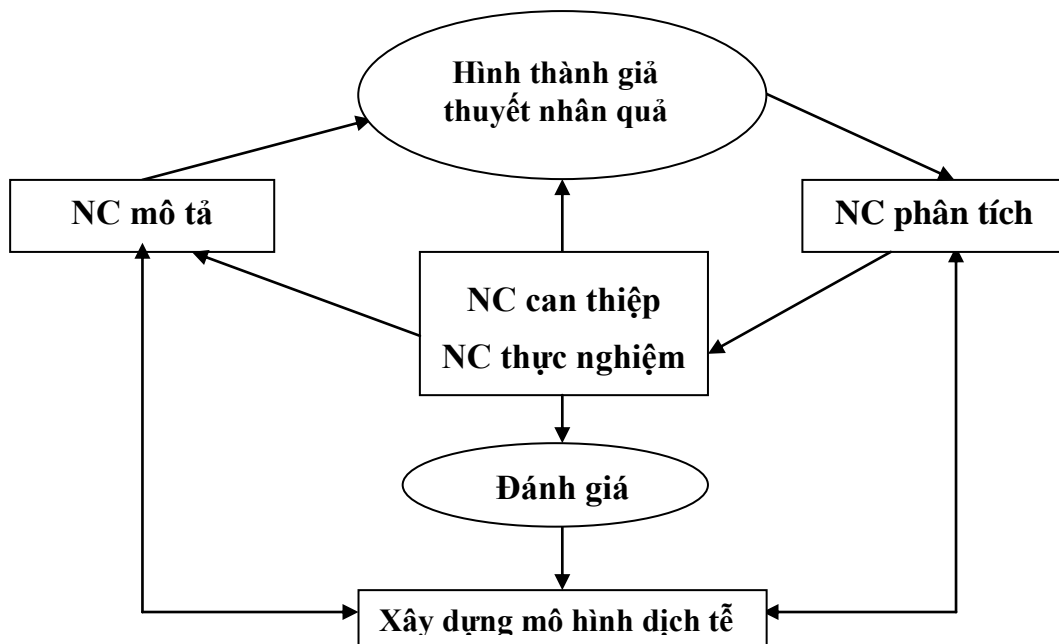 Hình thành giả
thuyết nhân quả
NC mô tả
NC phân tích
NC can thiệp
NC thực nghiệm
Đánh giá
Xây dựng mô hình dịch tễ